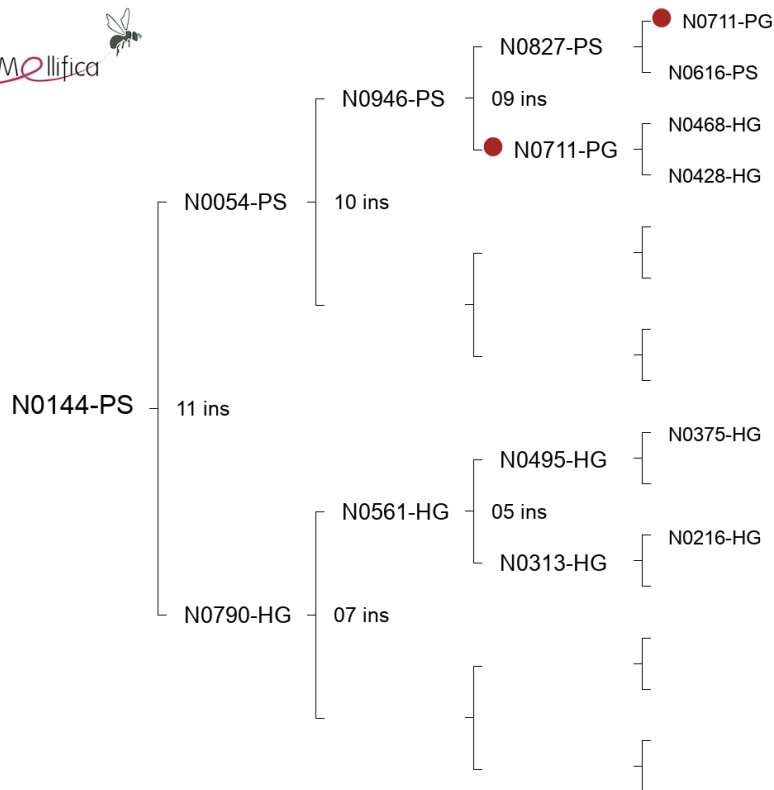 Mellifica
N0711-PG
N0827-PS
N0616-PS
N0946-PS
09 ins
N0468-HG
N0711-PG
N0428-HG
N0054-PS
10 ins
N0144-PS
11 ins
N0375-HG
N0495-HG
N0561-HG
05 ins
N0216-HG
N0313-HG
N0790-HG
07 ins